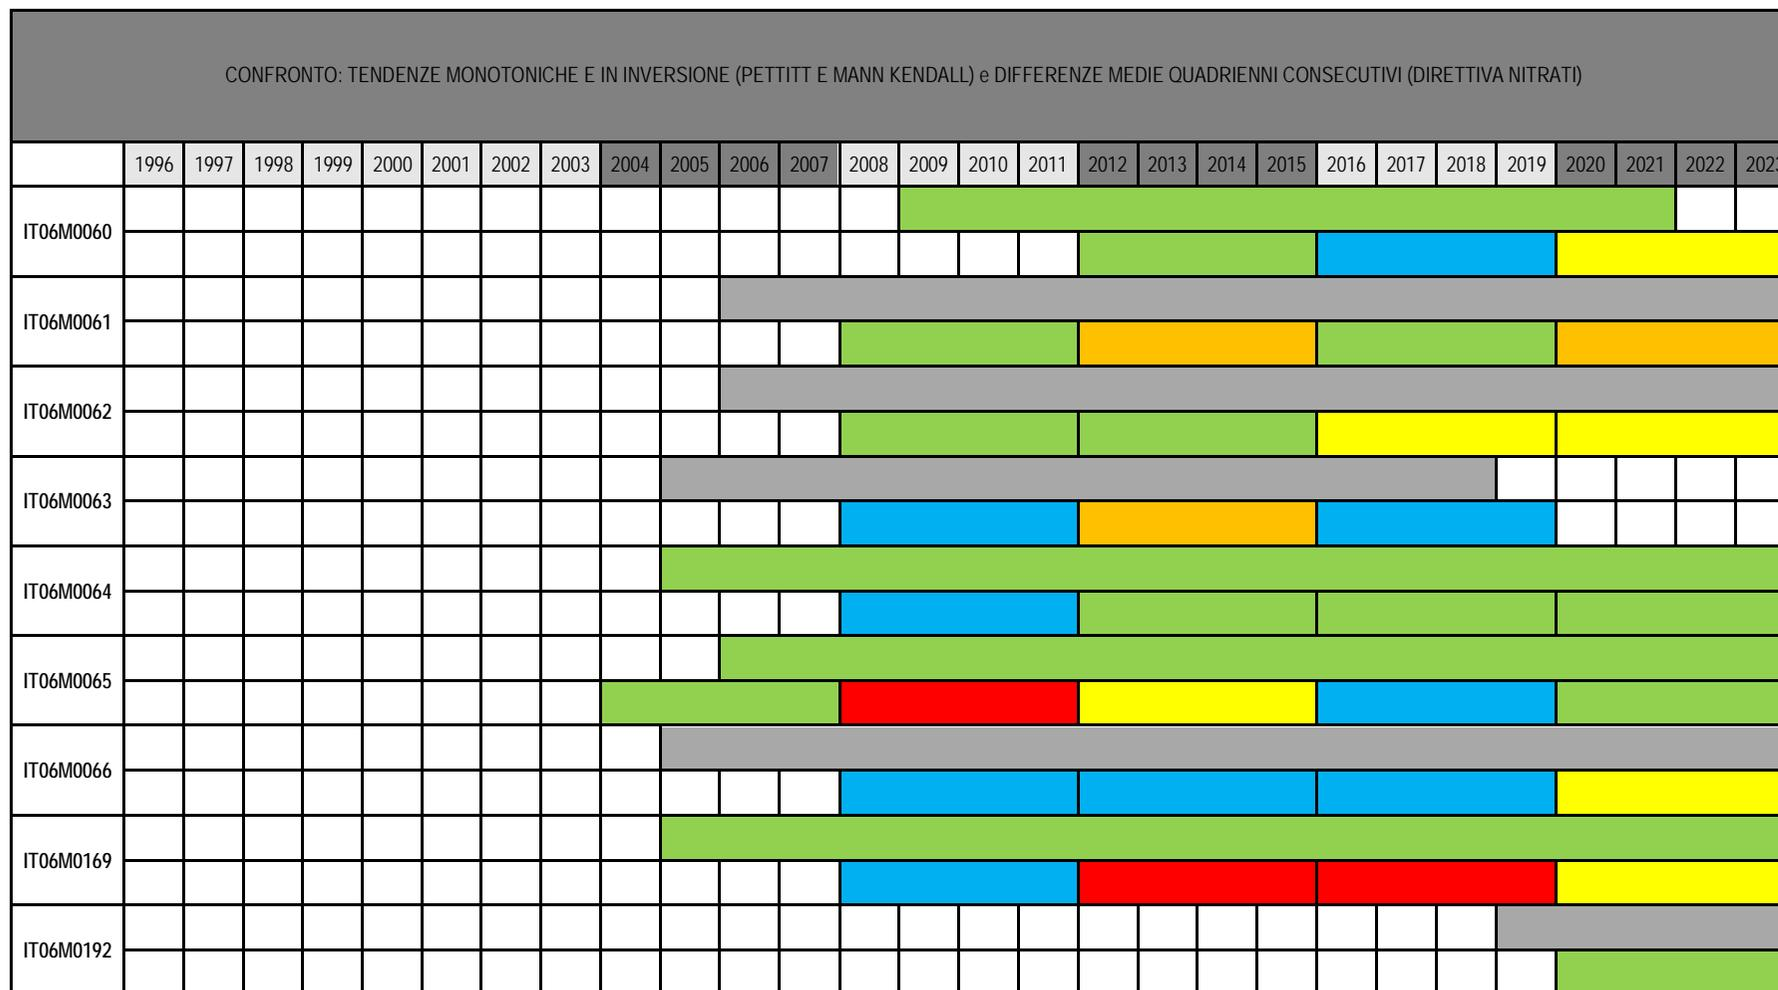 CONFRONTO: TENDENZE MONOTONICHE E IN INVERSIONE (PETTITT E MANN KENDALL) e DIFFERENZE MEDIE QUADRIENNI CONSECUTIVI (DIRETTIVA NITRATI)
1996 1997 1998 1999 2000 2001 2002 2003 2004 2005 2006 2007 2008 2009 2010 2011 2012 2013 2014 2015 2016 2017 2018 2019 2020 2021 2022 2023
IT06M0060
IT06M0061
IT06M0062
IT06M0063
IT06M0064
IT06M0065
IT06M0066
IT06M0169
IT06M0192